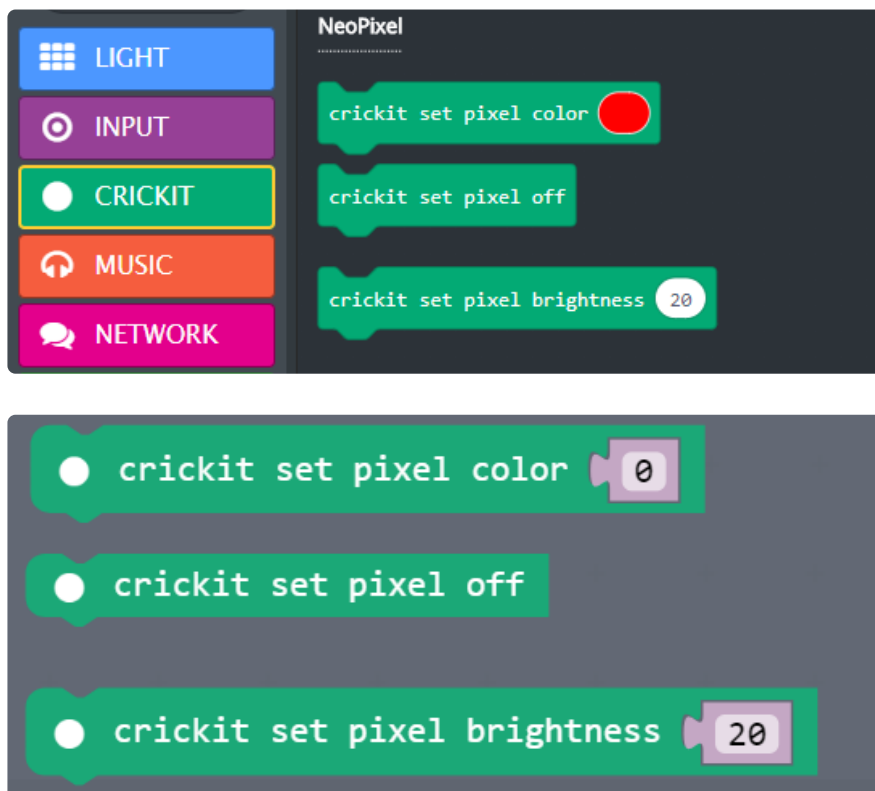 NeoPixel
LIGHT
INPUT
CRICKIT
MUSIC
NETWORK
crickit set pixel color
crickit set pixel off
crickit set pixel brightness 20
crickit set pixel color 0
crickit set pixel off
crickit set pixel brightness 20